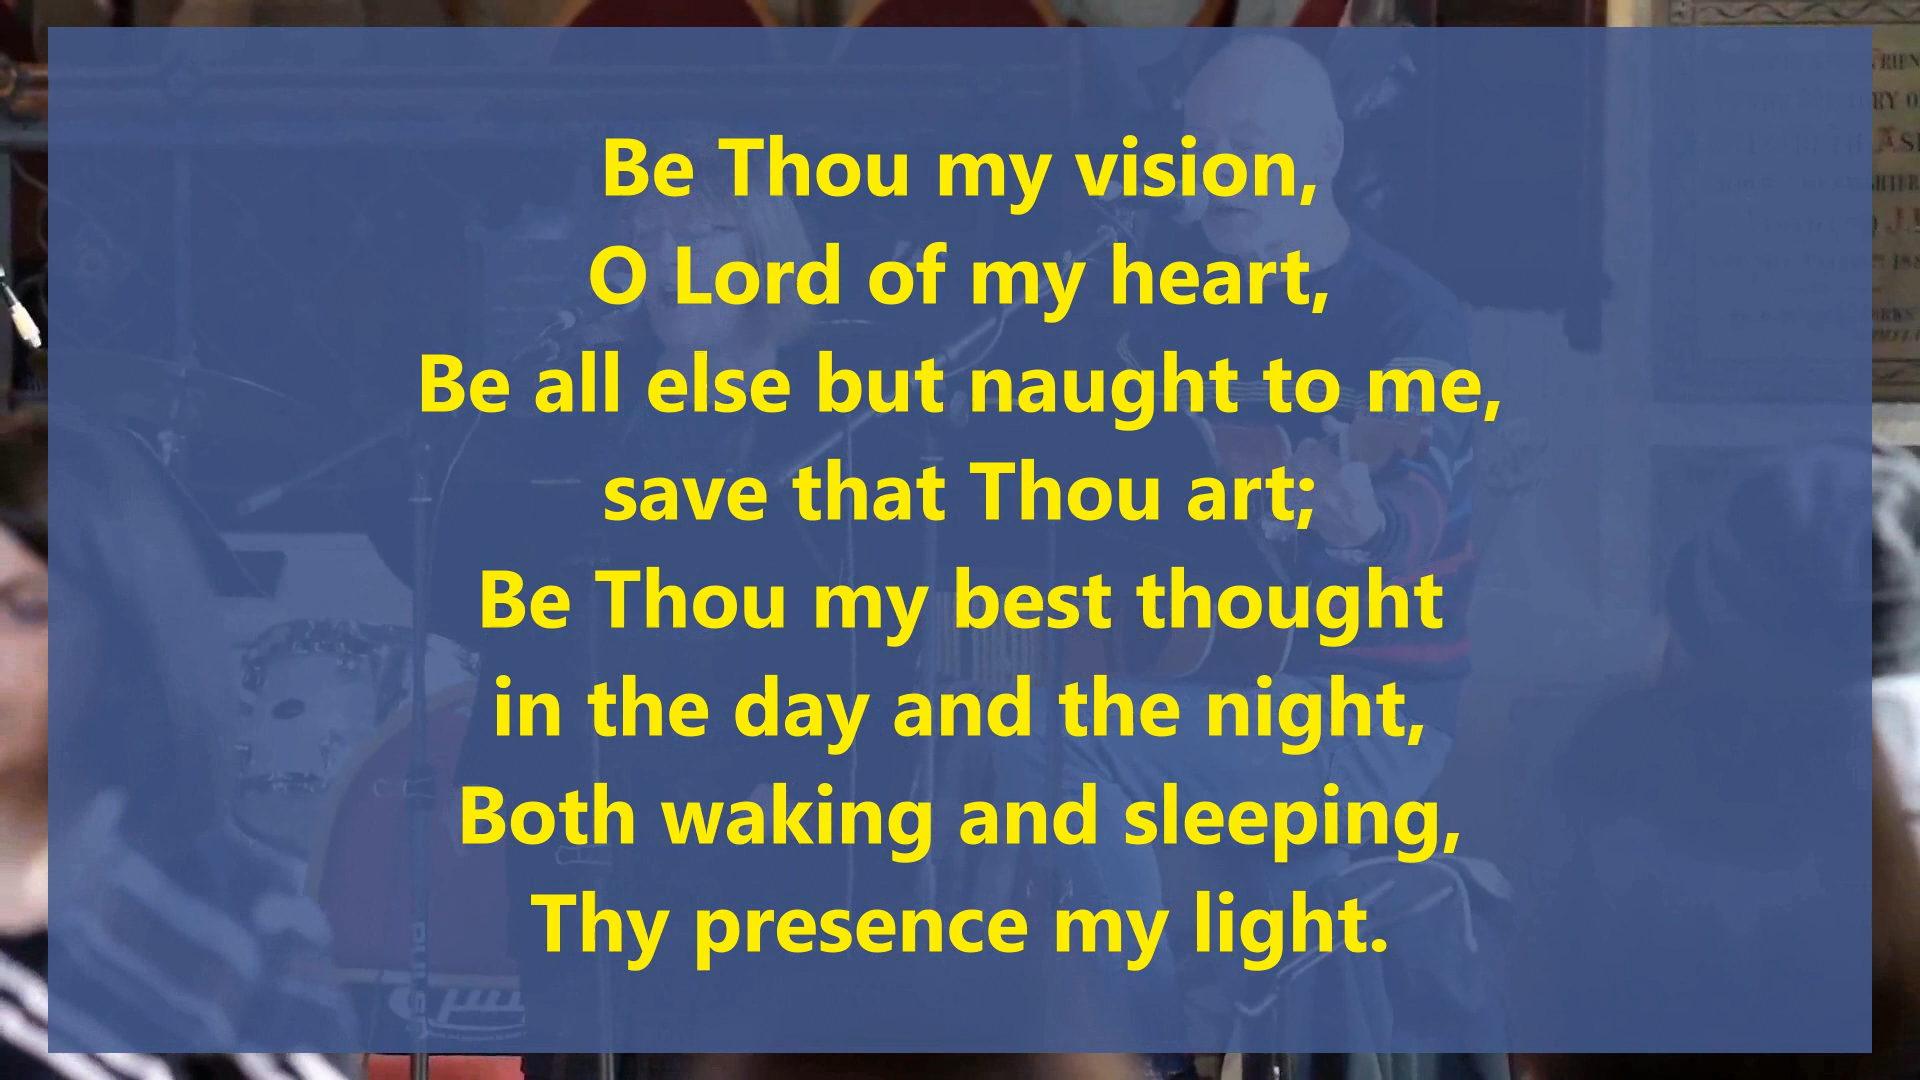 Be Thou my vision,
O Lord of my heart,
Be all else but naught to me,
save that Thou art;
Be Thou my best thought
in the day and the night,
Both waking and sleeping,
Thy presence my light.